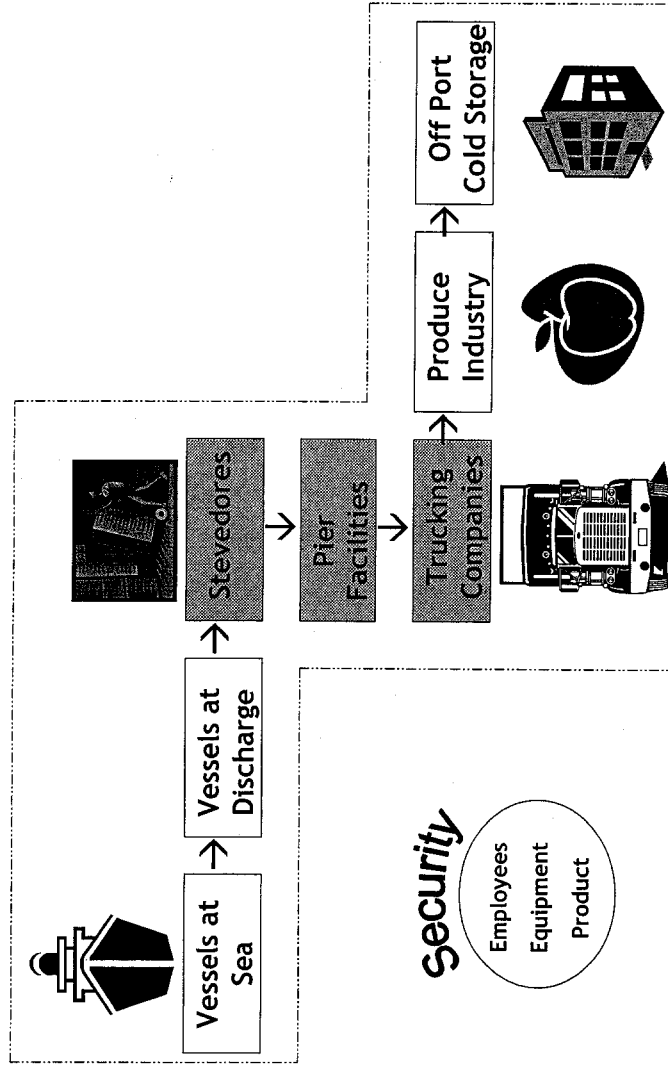 Vessels at
Sea
Vessels at
Discharge
Stevedores
Pier
Facilities
Trucking
Companies
Produce
Industry
Off Port
Cold Storage
security
Employees
Equipment
Product